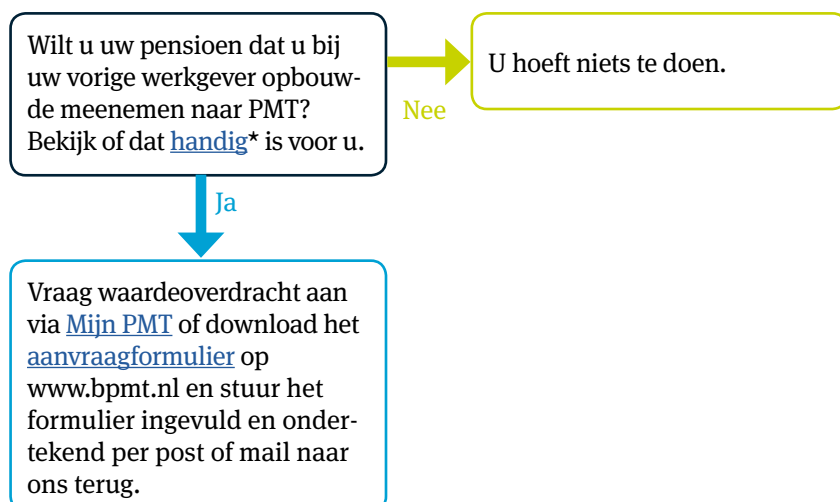 Wilt u uw pensioen dat u bij
uw vorige werkgever opbouw-
de meenemen naar PMT?
Bekijk of dat handig* is voor u.
Nee
U hoeft niets te doen.
Ja
Vraag waardeoverdracht aan
via Mijn PMT of download het
aanvraagformulier op
www.bpmt.nl en stuur het
formulier ingevuld en onder-
tekend per post of mail naar
ons terug.